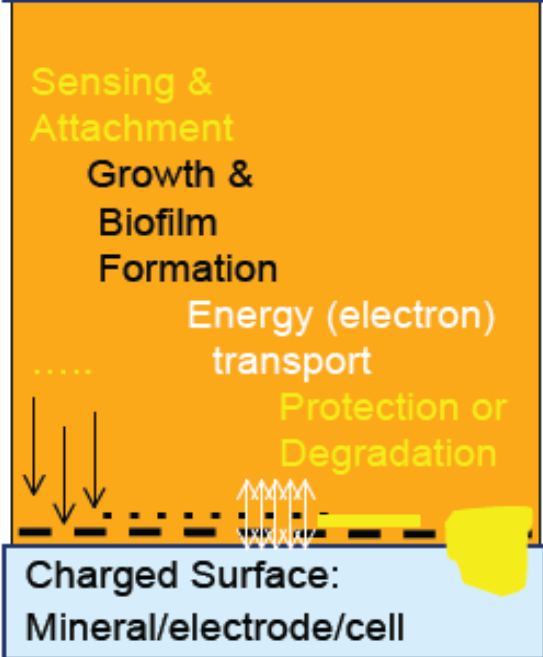 Sensing &
Attachment
Growth &
Biofilm
Formation
Energy (electron)
transport
.....
Protection or
Degradation
Charged Surface:
Mineral/electrode/cell